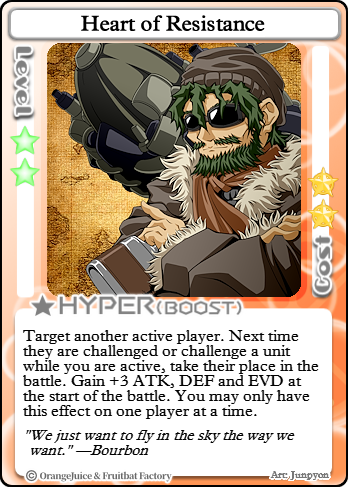 Heart of Resistance
Level
Cost
HYPER(BOOST)
Target another active player. Next time
they are challenged or challenge a unit
while you are active, take their place in the
battle. Gain +3 ATK, DEF and EVD at
the start of the battle. You may only have
this effect on one player at a time.
"We just want to fly in the sky the way we
want." —Bourbon
© OrangeJuice & Fruitbat Factory
Art: Junpyon